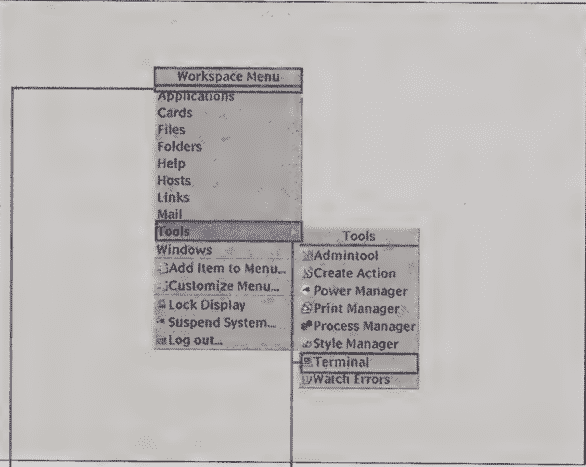 Workspace Menu
Applications
Cards
Files
Folders
Help
Hosts
Links
Mail
Tools
Windows
Add Item to Menu...
Customize Menu...
Lock Display
Suspend System...
Log out...
Tools
Admintool
Create Action
Power Manager
Print Manager
Process Manager
Style Manager
Terminal
Watch Errors